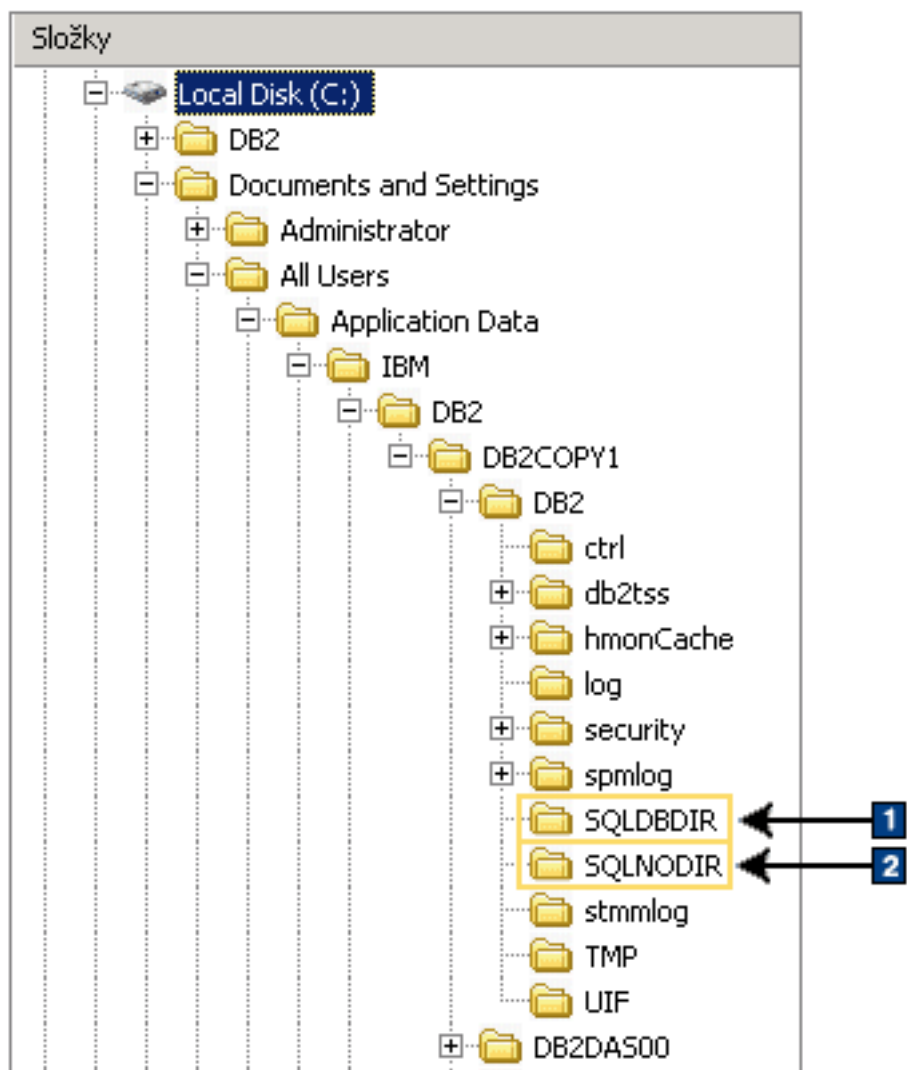 Složky
Local Disk (C:)
DB2
Documents and Settings
Administrator
All Users
Application Data
IBM
DB2
DB2COPY1
DB2
ctrl
db2tss
hmonCache
log
security
spmlog
SQLDBDIR 1
SQLNODIR 2
stmmlog
TMP
UIF
DB2DAS00